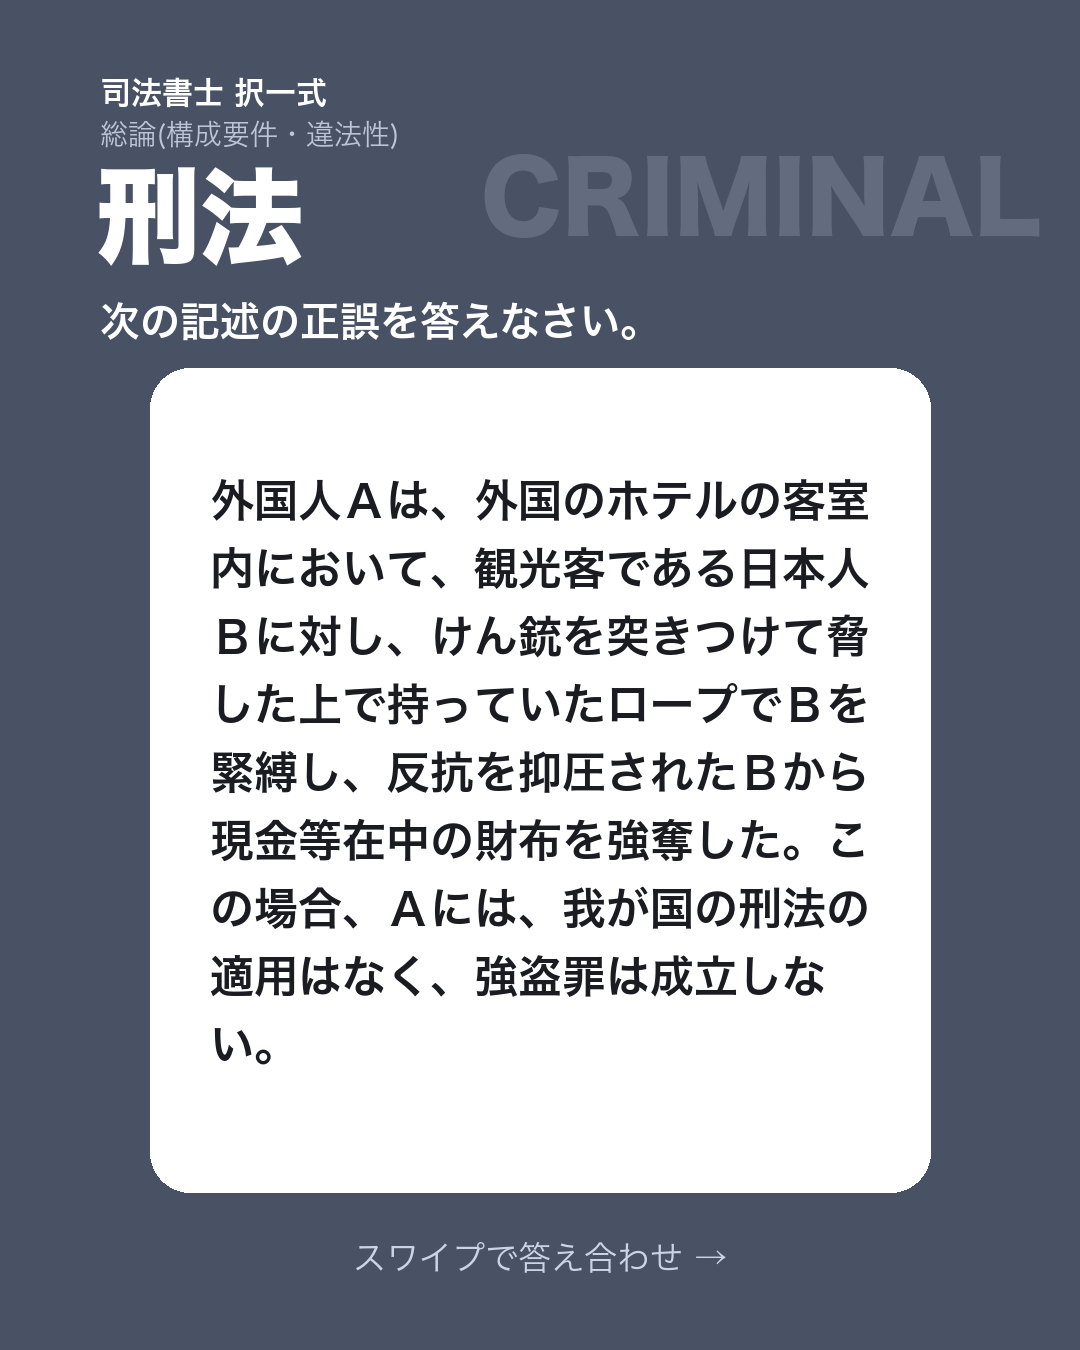 司法書士 択一式
総論(構成要件・違法性)
刑法
CRIMINAL
次の記述の正誤を答えなさい。
外国人Ａは、外国のホテルの客室
内において、観光客である日本人
Ｂに対し、けん銃を突きつけて脅
した上で持っていたロープでＢを
緊縛し、反抗を抑圧されたＢから
現金等在中の財布を強奪した。こ
の場合、Ａには、我が国の刑法の
適用はなく、強盗罪は成立しな
い。
スワイプで答え合わせ →